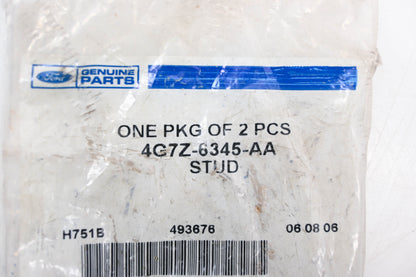 Ford GENUINE PARTS
ONE PKG OF 2 PCS
4G7Z-6345-AA
STUD
H751B 493676 06 08 06